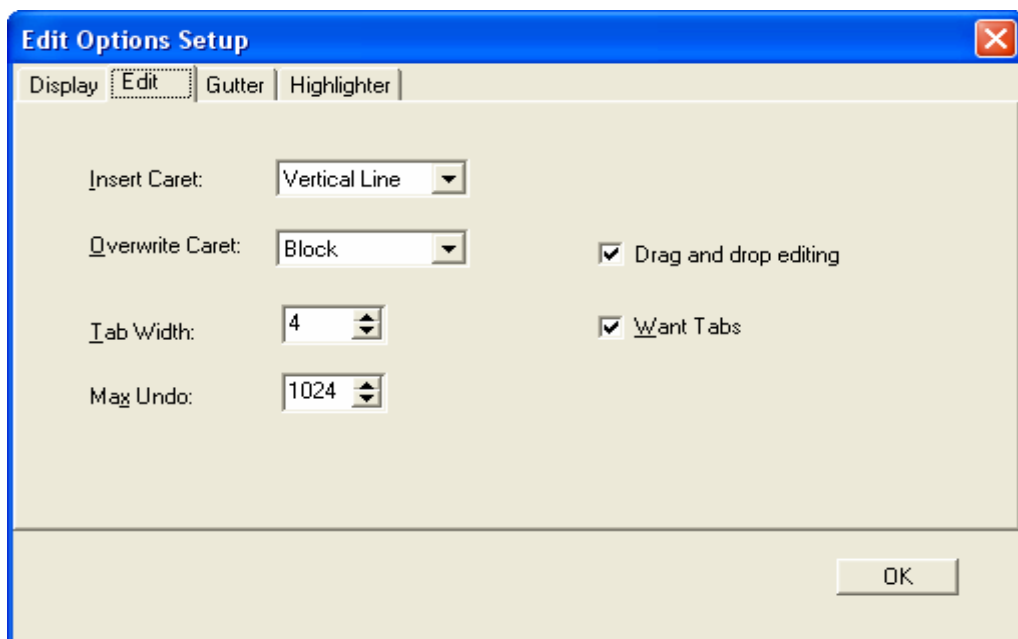 Edit Options Setup
Display Edit Gutter Highlighter
Insert Caret: Vertical Line
Overwrite Caret: Block
Drag and drop editing
Tab Width: 4
Want Tabs
Max Undo: 1024
OK